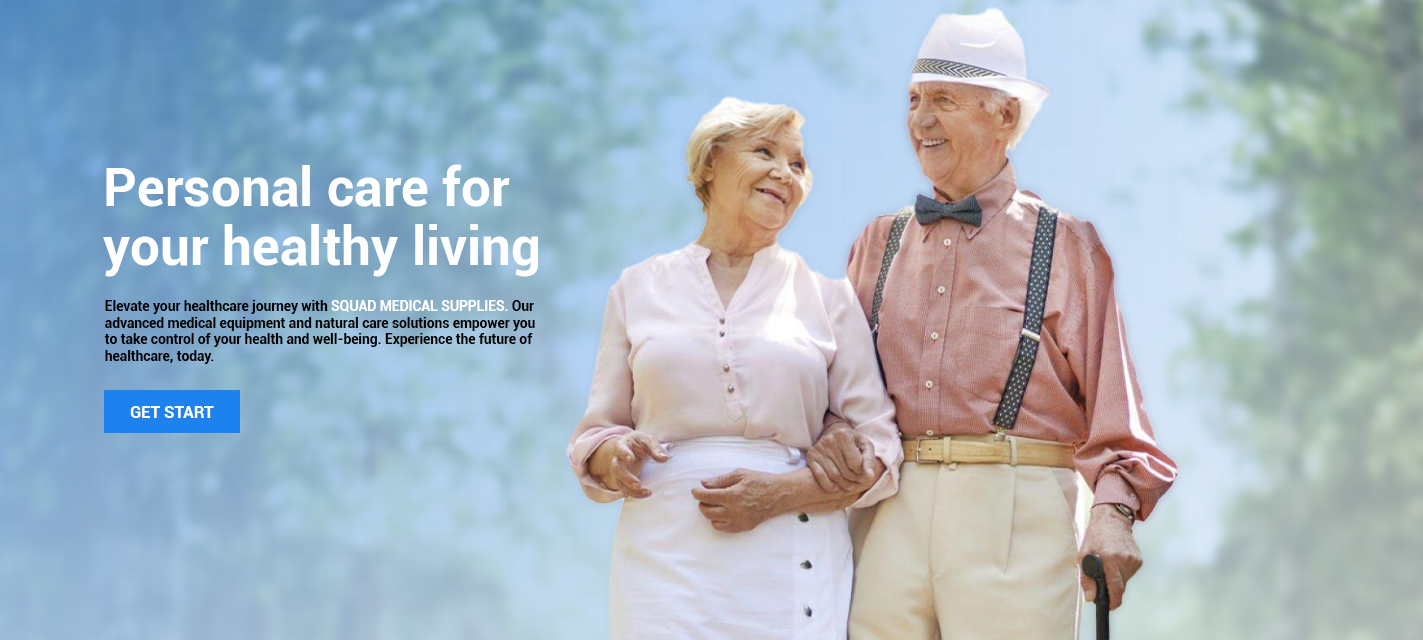 Personal care for
your healthy living
Elevate your healthcare journey with SQUAD MEDICAL SUPPLIES. Our
advanced medical equipment and natural care solutions empower you
to take control of your health and well-being. Experience the future of
healthcare, today.
GET START